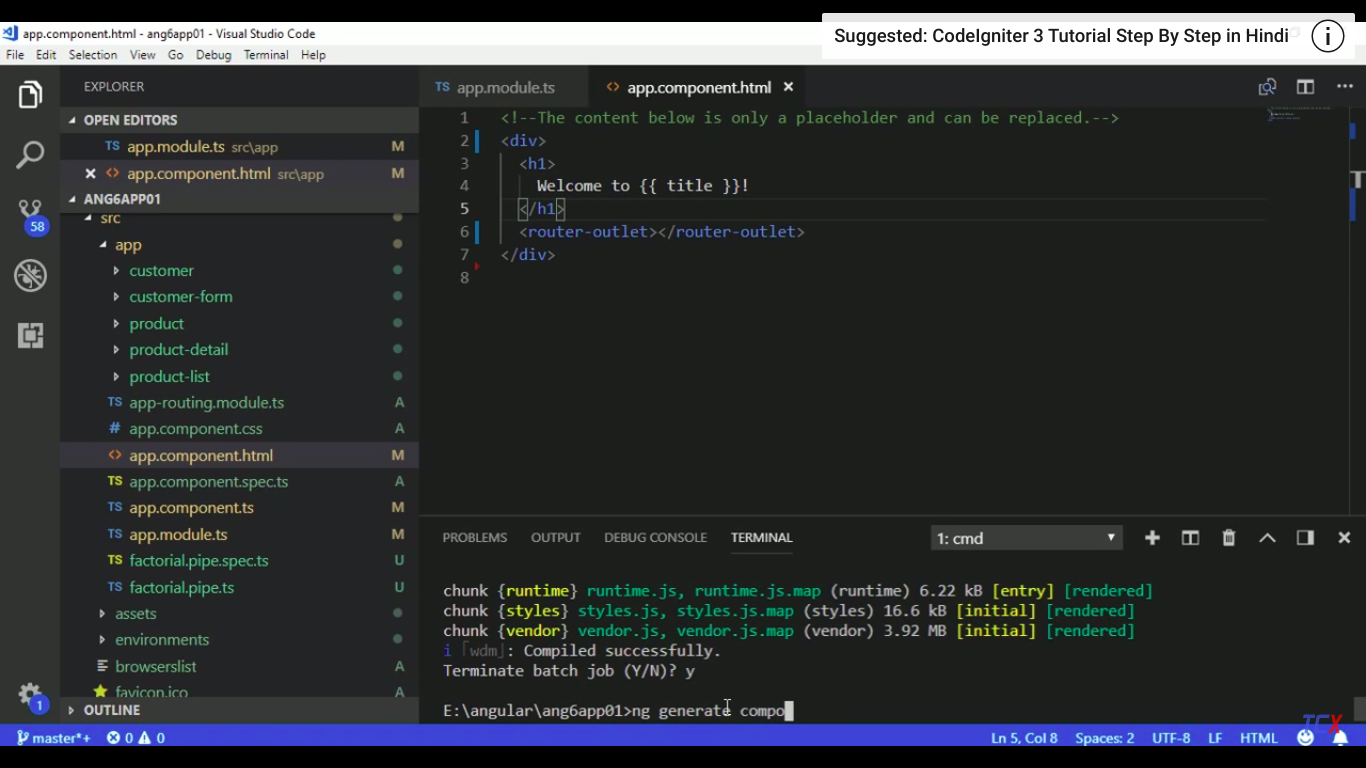 app.component.html - ang6app01 - Visual Studio Code
Suggested: CodeIgniter 3 Tutorial Step By Step in Hindi
File Edit Selection View Go Debug Terminal Help
EXPLORER
OPEN EDITORS
TS app.module.ts src\app M
<> app.component.html src\app M
ANG6APP01
src
app
customer
customer-form
product
product-detail
product-list
TS app-routing.module.ts A
# app.component.css A
<> app.component.html M
TS app.component.spec.ts A
TS app.component.ts M
TS app.module.ts M
TS factorial.pipe.spec.ts U
TS factorial.pipe.ts U
assets
environments
browserslist A
favicon.ico A
OUTLINE
58
1
TS app.module.ts
<> app.component.html
1 <!--The content below is only a placeholder and can be replaced.-->
2 <div>
3 <h1>
4 Welcome to {{ title }}!
5 </h1>
6 <router-outlet></router-outlet>
7 </div>
8
PROBLEMS OUTPUT DEBUG CONSOLE TERMINAL 1: cmd
chunk {runtime} runtime.js, runtime.js.map (runtime) 6.22 kB [entry] [rendered]
chunk {styles} styles.js, styles.js.map (styles) 16.6 kB [initial] [rendered]
chunk {vendor} vendor.js, vendor.js.map (vendor) 3.92 MB [initial] [rendered]
i ｢wdm｣: Compiled successfully.
Terminate batch job (Y/N)? y
E:\angular\ang6app01>ng generate compo
master*+ 0 0 Ln 5, Col 8 Spaces: 2 UTF-8 LF HTML